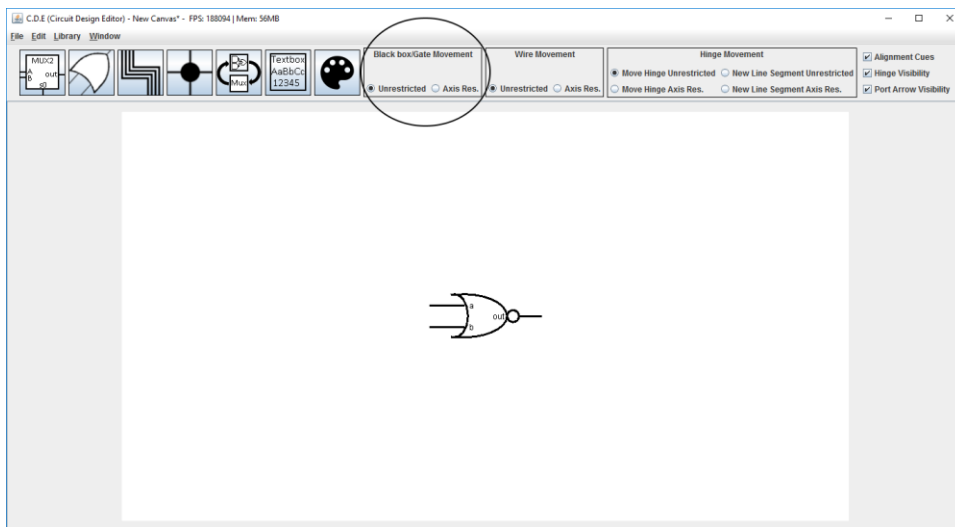 C.D.E (Circuit Design Editor) - New Canvas* - FPS: 188094 | Mem: 56MB
File Edit Library Window
MUX2
A
B
out
s0
Mux
Textbox
AaBbCc
12345
Black box/Gate Movement
Unrestricted Axis Res.
Wire Movement
Unrestricted Axis Res.
Hinge Movement
Move Hinge Unrestricted New Line Segment Unrestricted
Move Hinge Axis Res. New Line Segment Axis Res.
Alignment Cues
Hinge Visibility
Port Arrow Visibility
a
out
b